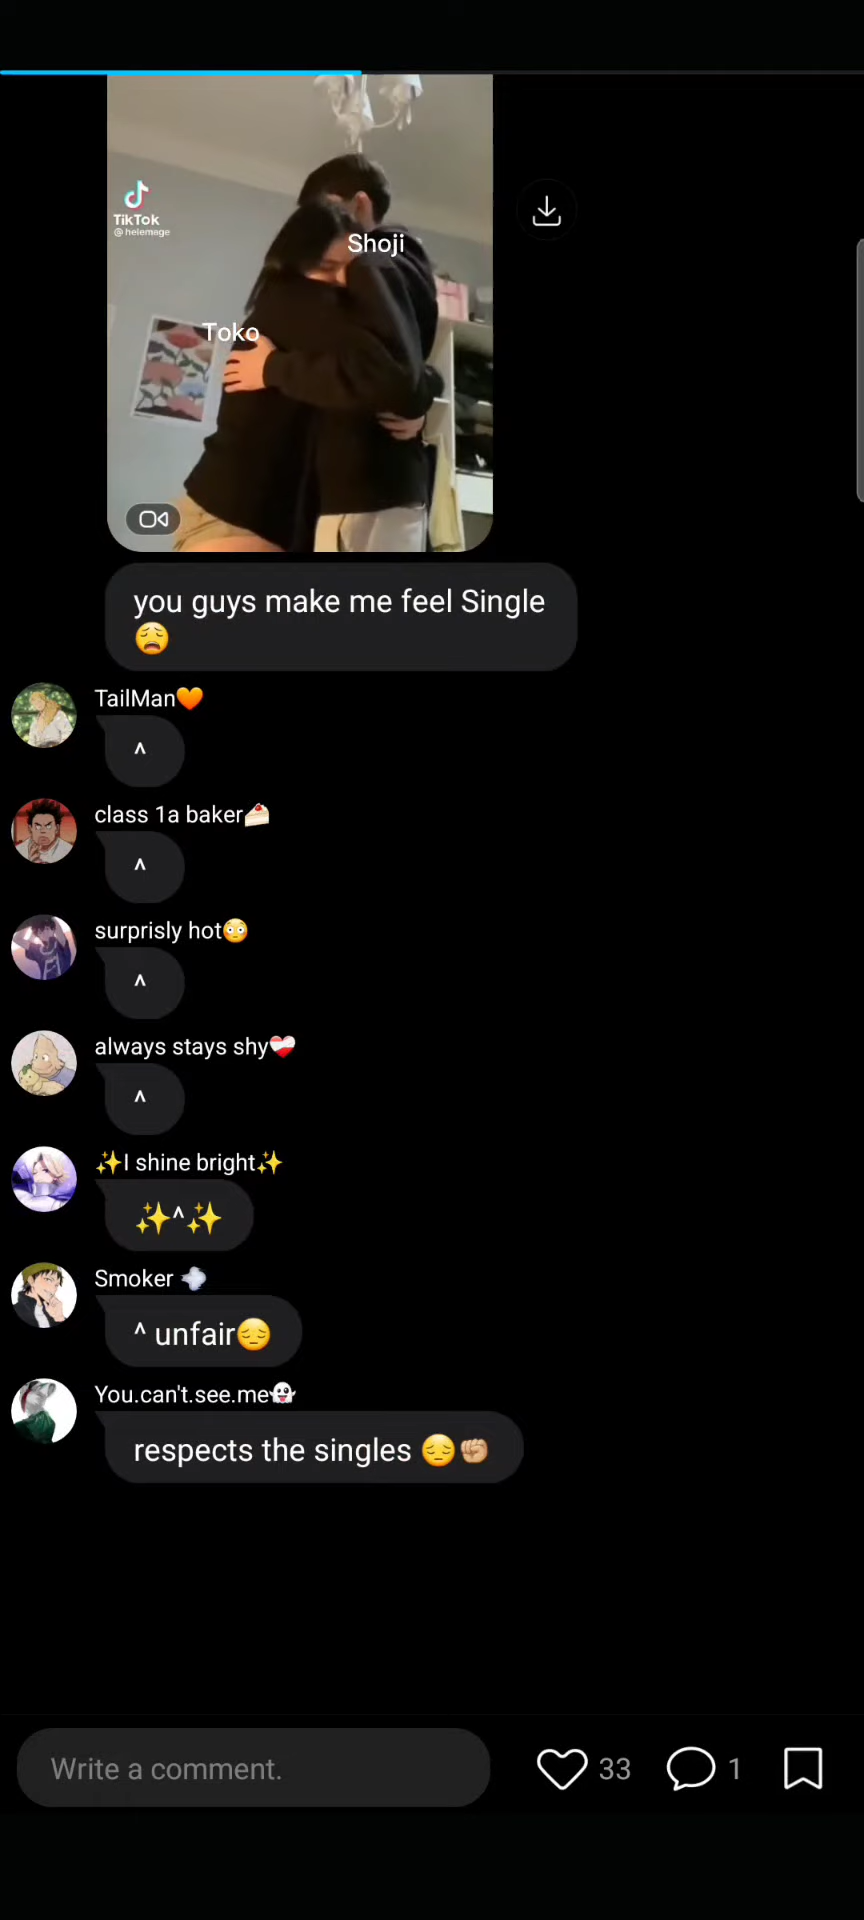 TikTok
@helemage
Shoji
Toko
you guys make me feel Single
😩
TailMan🧡
^
class 1a baker🍰
^
surprisly hot😳
^
always stays shy❤️‍🩹
^
✨I shine bright✨
✨^✨
Smoker 💨
^ unfair😔
You.can't.see.me👻
respects the singles 😔✊🏼
Write a comment.
33
1